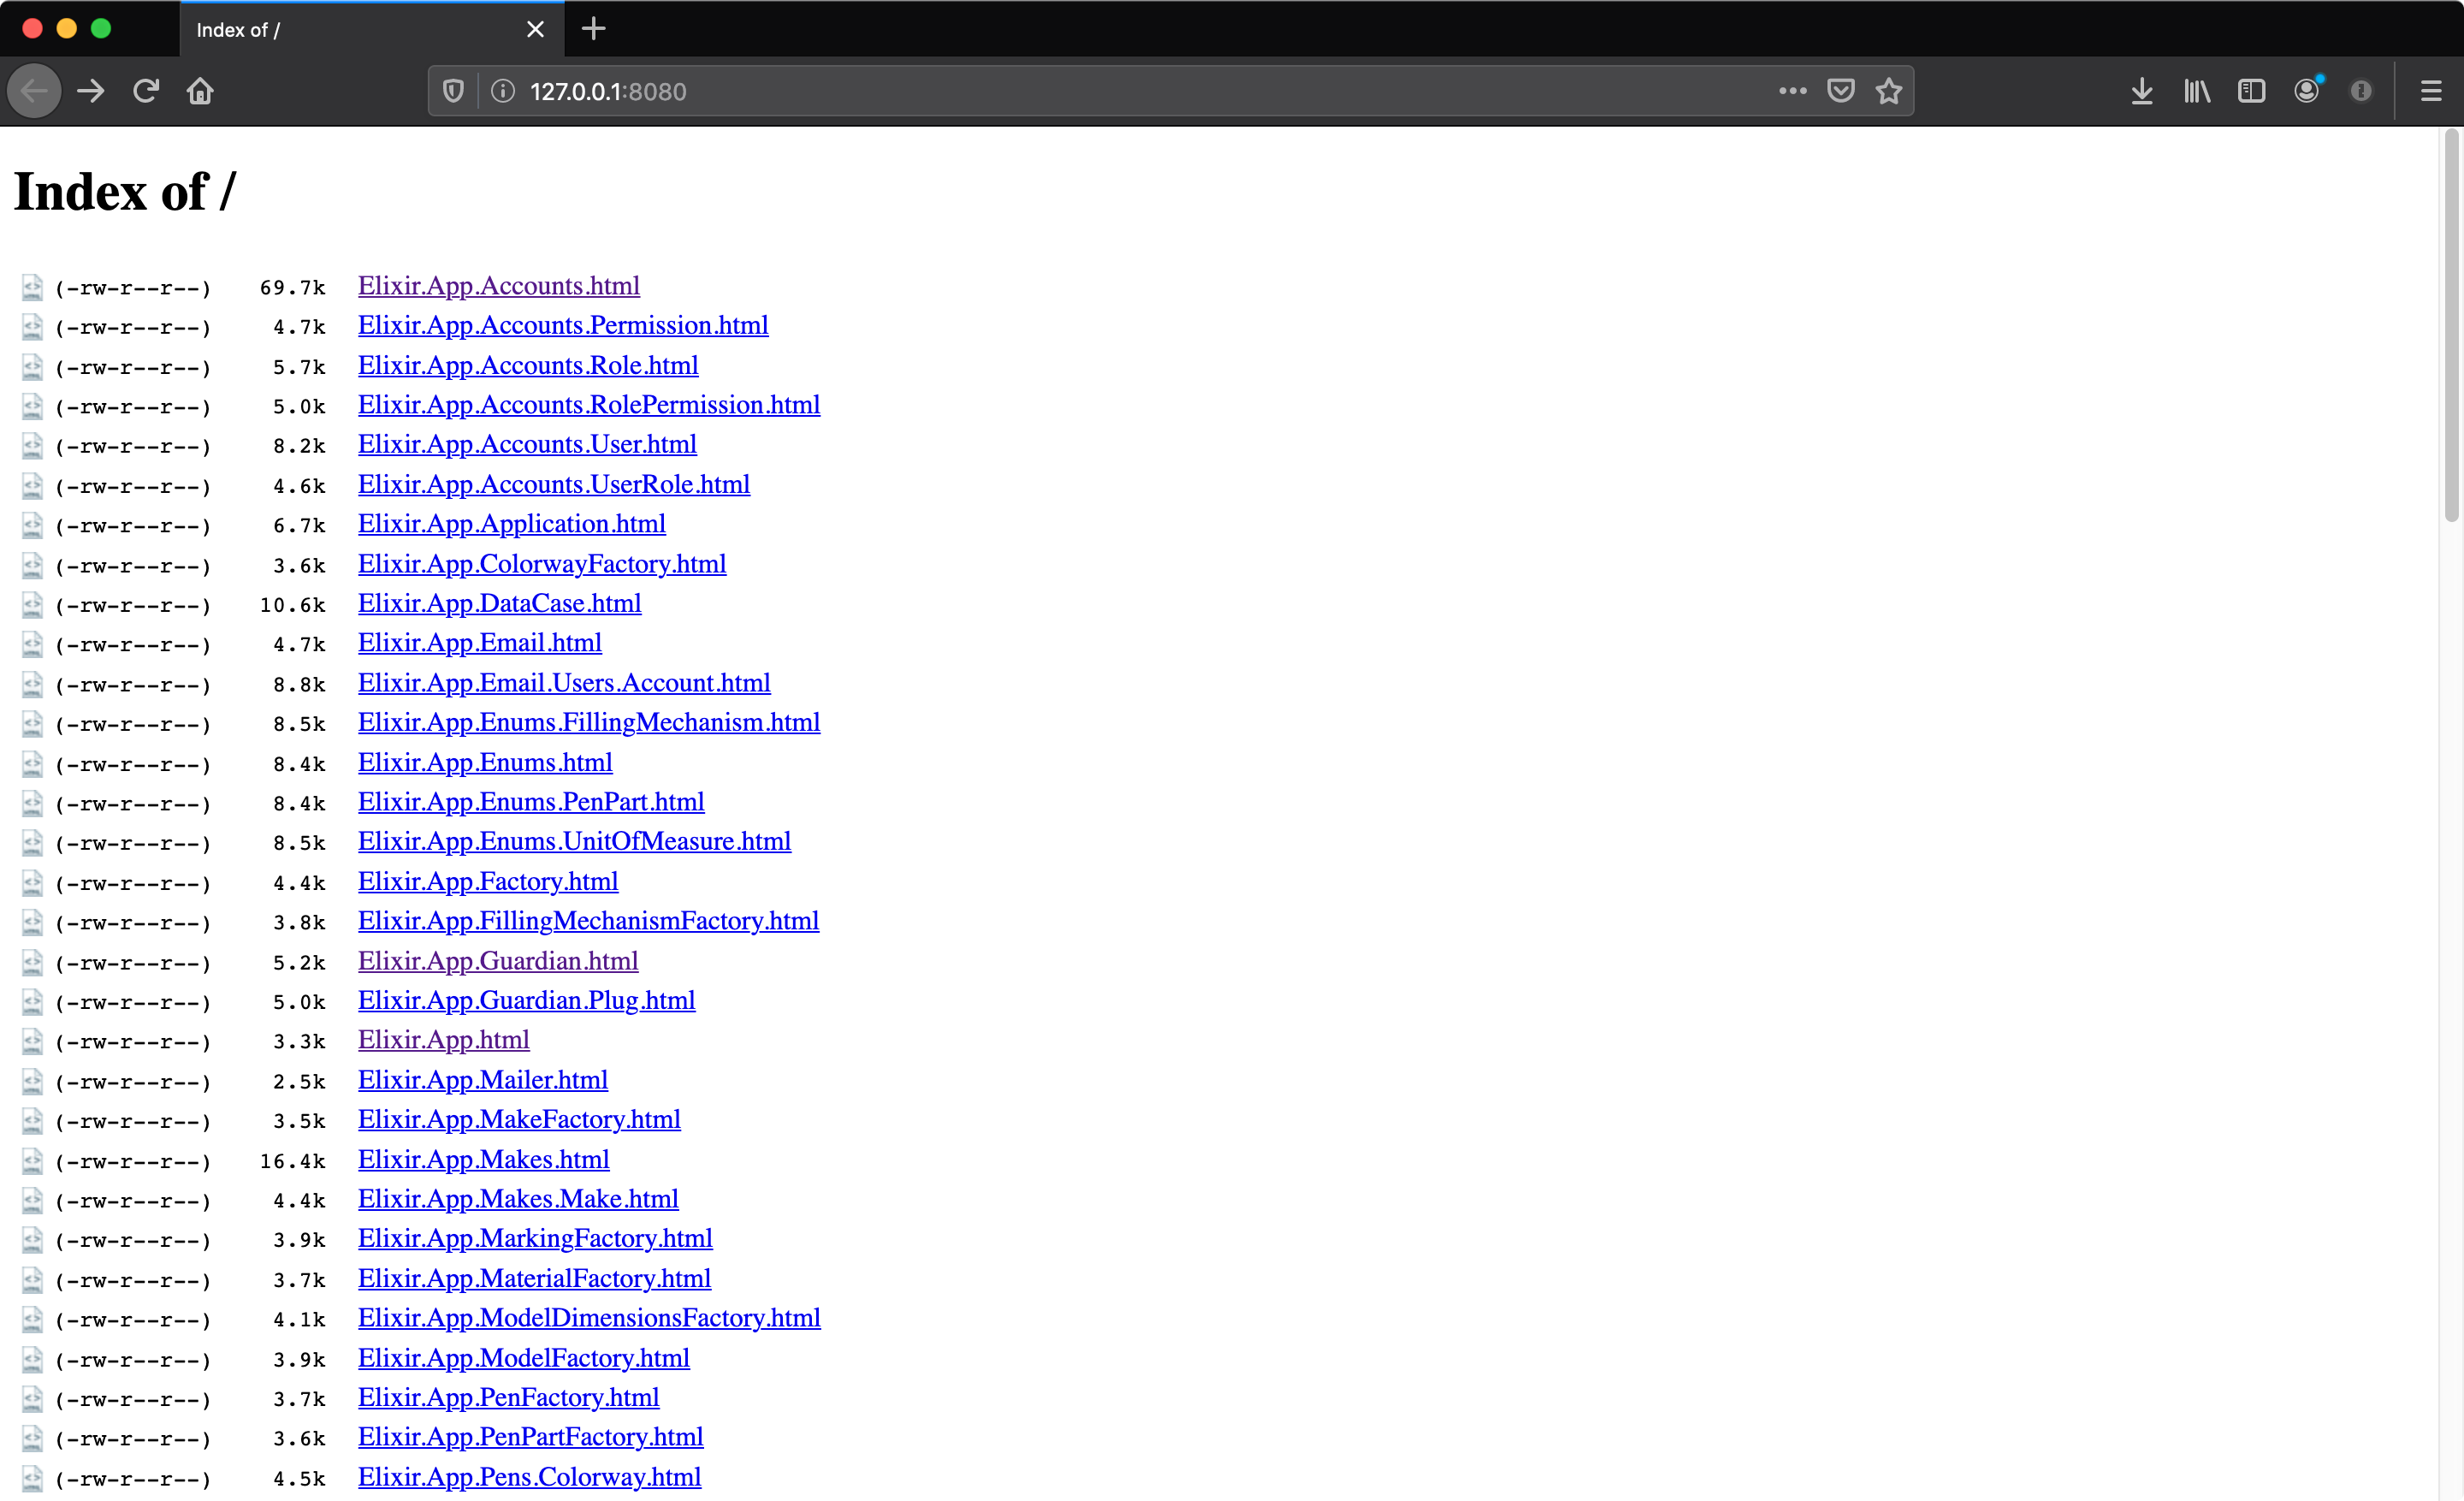 Index of /
127.0.0.1:8080
Index of /
(-rw-r--r--) 69.7k Elixir.App.Accounts.html
(-rw-r--r--) 4.7k Elixir.App.Accounts.Permission.html
(-rw-r--r--) 5.7k Elixir.App.Accounts.Role.html
(-rw-r--r--) 5.0k Elixir.App.Accounts.RolePermission.html
(-rw-r--r--) 8.2k Elixir.App.Accounts.User.html
(-rw-r--r--) 4.6k Elixir.App.Accounts.UserRole.html
(-rw-r--r--) 6.7k Elixir.App.Application.html
(-rw-r--r--) 3.6k Elixir.App.ColorwayFactory.html
(-rw-r--r--) 10.6k Elixir.App.DataCase.html
(-rw-r--r--) 4.7k Elixir.App.Email.html
(-rw-r--r--) 8.8k Elixir.App.Email.Users.Account.html
(-rw-r--r--) 8.5k Elixir.App.Enums.FillingMechanism.html
(-rw-r--r--) 8.4k Elixir.App.Enums.html
(-rw-r--r--) 8.4k Elixir.App.Enums.PenPart.html
(-rw-r--r--) 8.5k Elixir.App.Enums.UnitOfMeasure.html
(-rw-r--r--) 4.4k Elixir.App.Factory.html
(-rw-r--r--) 3.8k Elixir.App.FillingMechanismFactory.html
(-rw-r--r--) 5.2k Elixir.App.Guardian.html
(-rw-r--r--) 5.0k Elixir.App.Guardian.Plug.html
(-rw-r--r--) 3.3k Elixir.App.html
(-rw-r--r--) 2.5k Elixir.App.Mailer.html
(-rw-r--r--) 3.5k Elixir.App.MakeFactory.html
(-rw-r--r--) 16.4k Elixir.App.Makes.html
(-rw-r--r--) 4.4k Elixir.App.Makes.Make.html
(-rw-r--r--) 3.9k Elixir.App.MarkingFactory.html
(-rw-r--r--) 3.7k Elixir.App.MaterialFactory.html
(-rw-r--r--) 4.1k Elixir.App.ModelDimensionsFactory.html
(-rw-r--r--) 3.9k Elixir.App.ModelFactory.html
(-rw-r--r--) 3.7k Elixir.App.PenFactory.html
(-rw-r--r--) 3.6k Elixir.App.PenPartFactory.html
(-rw-r--r--) 4.5k Elixir.App.Pens.Colorway.html